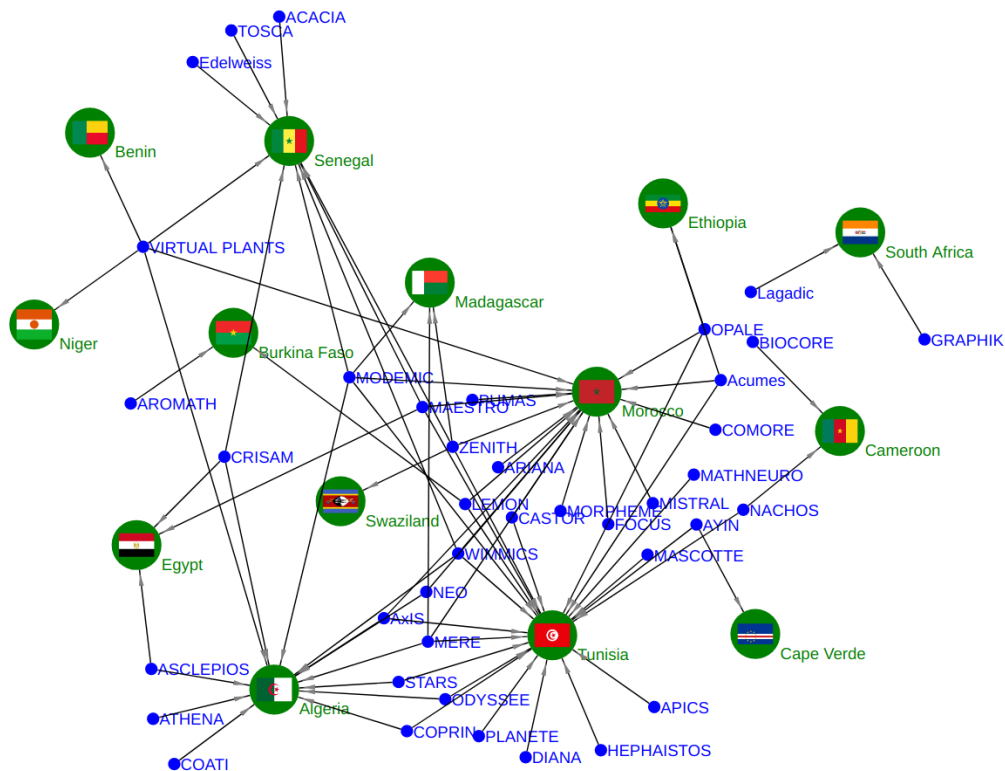 ACACIA
TOSCA
Edelweiss
Benin
Senegal
Ethiopia
South Africa
VIRTUAL PLANTS
Madagascar
Lagadic
Niger
Burkina Faso
OPALE
BIOCORE
GRAPHIK
MODEMIC
Acumes
AROMATH
MAESTRO
PUMAS
Morocco
COMORE
CRISAM
ZENITH
Cameroon
ARIANA
MATHNEURO
Swaziland
LEMON
MORPHEME
MISTRAL
NACHOS
CASTOR
FOCUS
AYIN
Egypt
WIMMICS
MASCOTTE
NEO
AxIS
MERE
Tunisia
Cape Verde
ASCLEPIOS
STARS
Algeria
ODYSSEE
APICS
ATHENA
COPRIN
PLANETE
DIANA
HEPHAISTOS
COATI